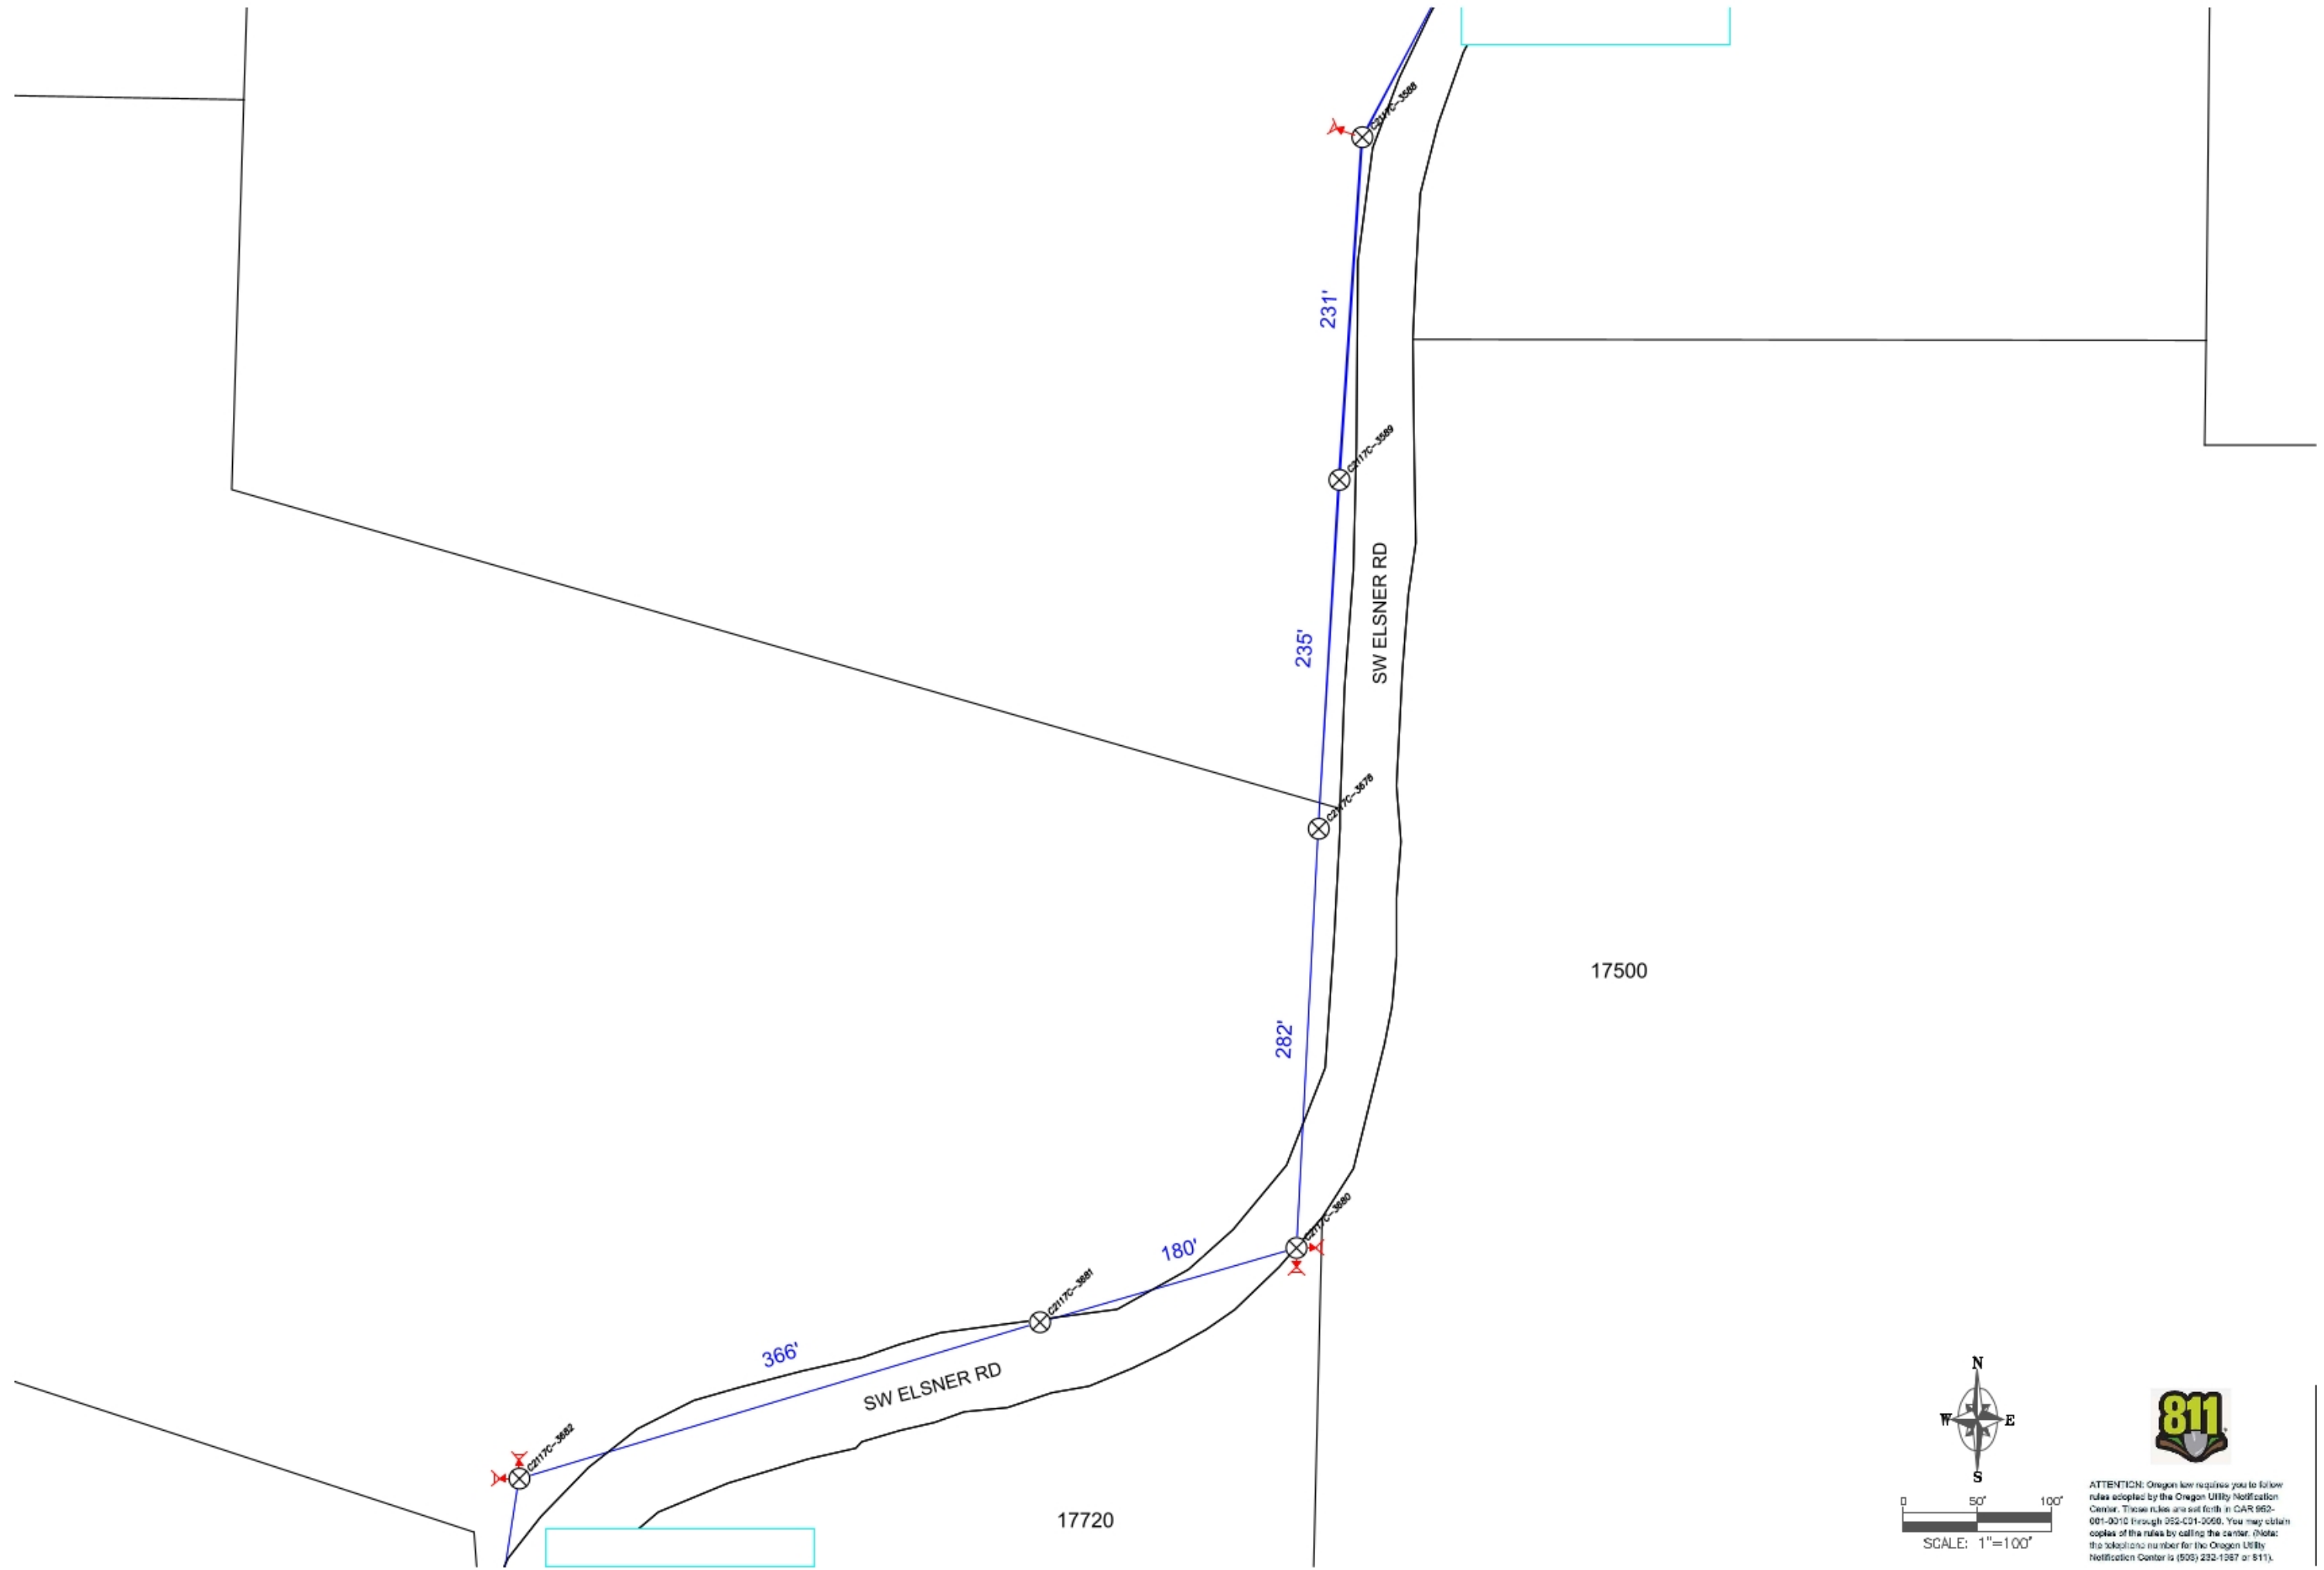 C2117C-3588
231'
C2117C-3589
235'
SW ELSNER RD
C2117C-3678
17500
282'
C2117C-3680
180'
C2117C-3681
366'
SW ELSNER RD
C2117C-3682
17720
N
W E
S
0 50' 100'
SCALE: 1"=100'
811
ATTENTION: Oregon law requires you to follow
rules adopted by the Oregon Utility Notification
Center. Those rules are set forth in OAR 952-
001-0010 through 952-001-0090. You may obtain
copies of the rules by calling the center. (Note:
the telephone number for the Oregon Utility
Notification Center is (503) 232-1987 or 811).